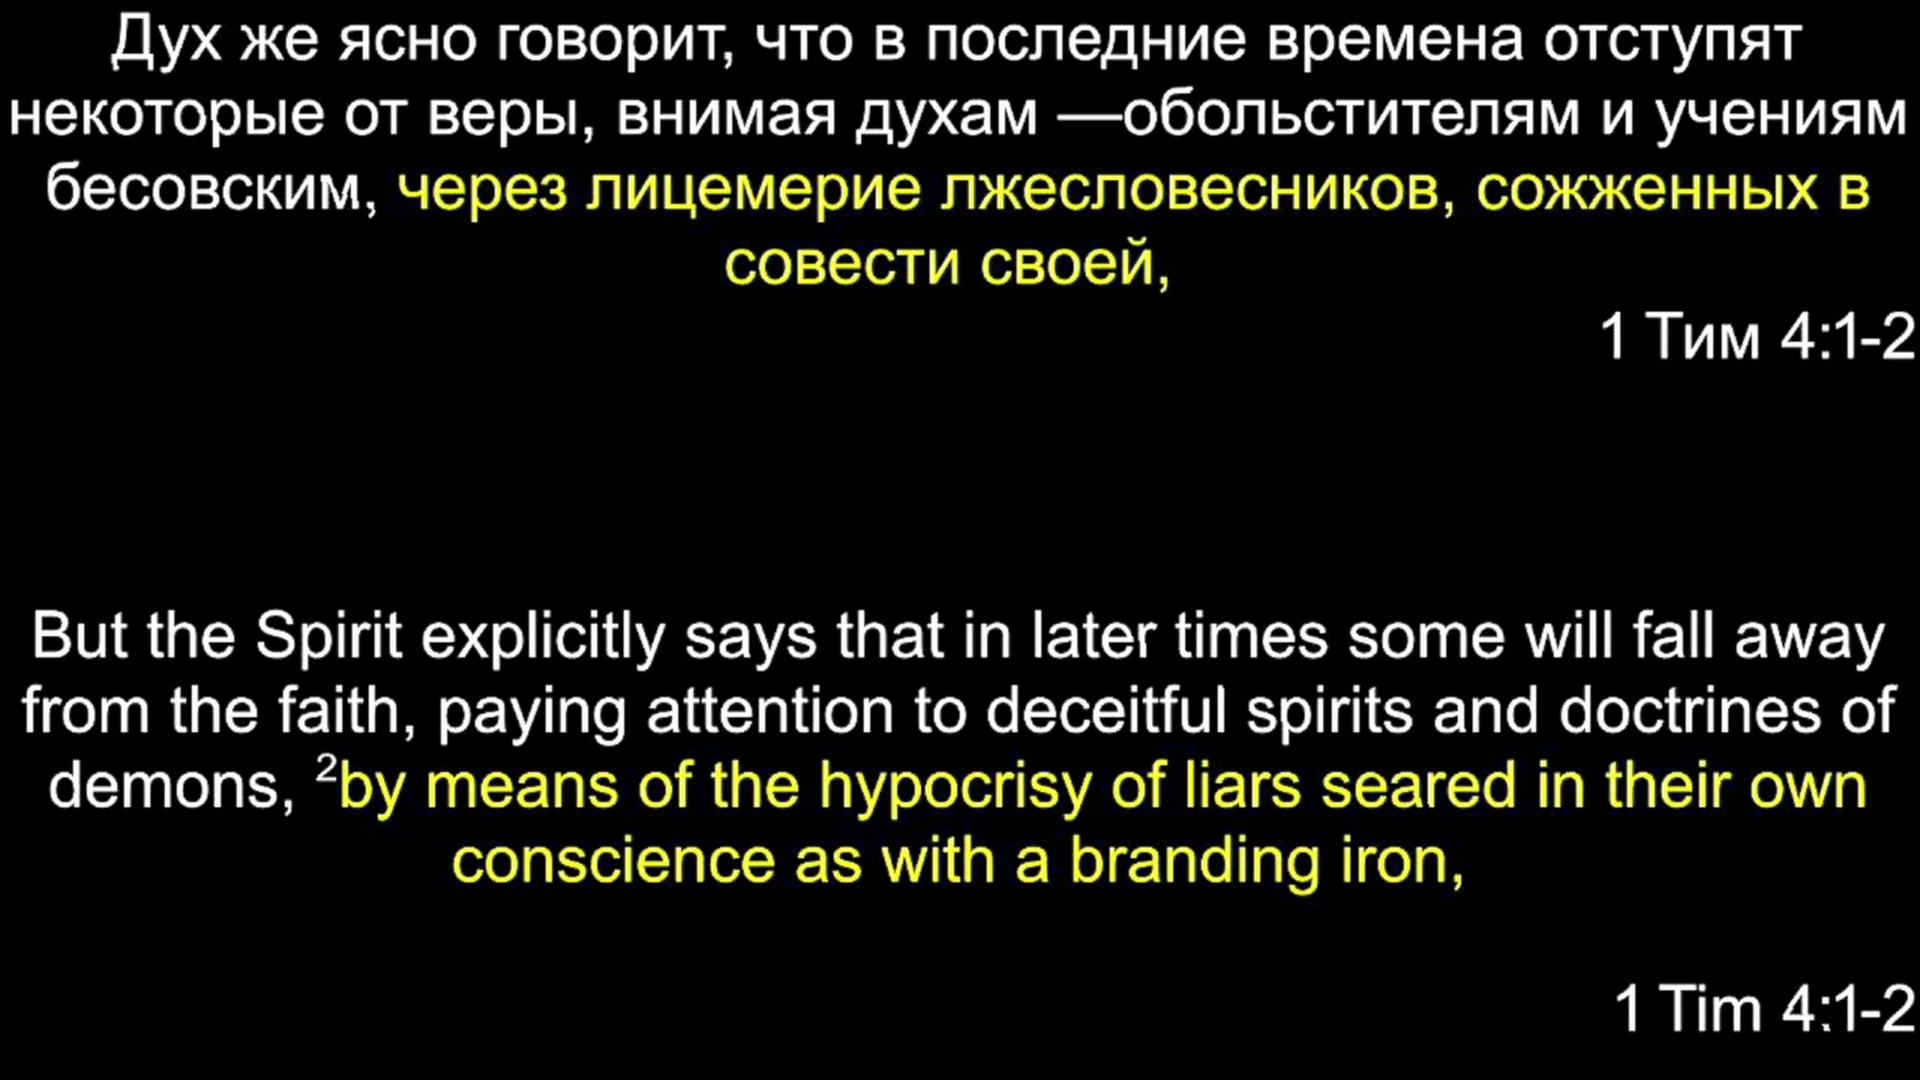 Дух же ясно говорит, что в последние времена отступят
некоторые от веры, внимая духам —обольстителям и учениям
бесовским, через лицемерие лжесловесников, сожженных в
совести своей,
1 Тим 4:1-2
But the Spirit explicitly says that in later times some will fall away
from the faith, paying attention to deceitful spirits and doctrines of
demons, ²by means of the hypocrisy of liars seared in their own
conscience as with a branding iron,
1 Tim 4:1-2